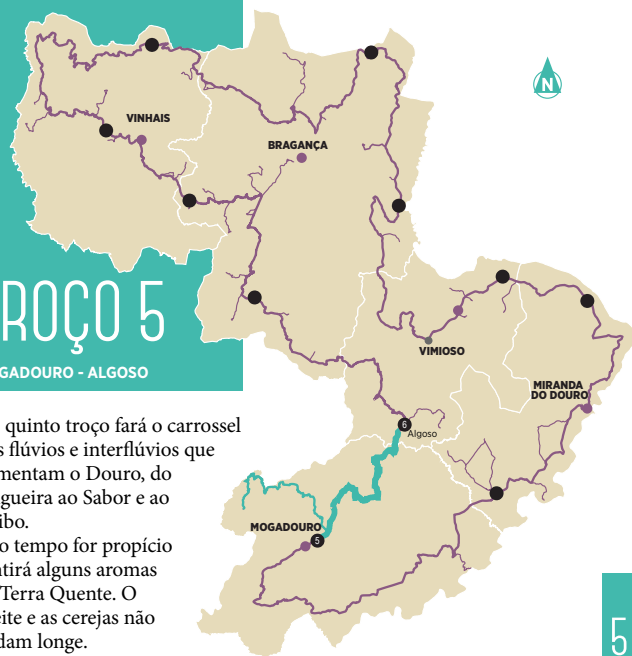 N
VINHAIS
BRAGANÇA
ROÇO 5
GADOURO - ALGOSO
VIMIOSO
MIRANDA
DO DOURO
6
Algoso
MOGADOURO
5
quinto troço fará o carrossel
s flúvios e interflúvios que
mentam o Douro, do
gueira ao Sabor e ao
ibo.
o tempo for propício
ntirá alguns aromas
Terra Quente. O
eite e as cerejas não
dam longe.
5